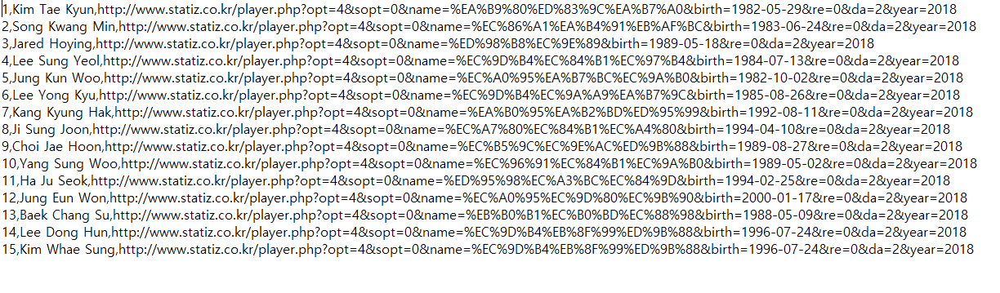 1,Kim Tae Kyun,http://www.statiz.co.kr/player.php?opt=4&sopt=0&name=%EA%B9%80%ED%83%9C%EA%B7%A0&birth=1982-05-29&re=0&da=2&year=2018
2,Song Kwang Min,http://www.statiz.co.kr/player.php?opt=4&sopt=0&name=%EC%86%A1%EA%B4%91%EB%AF%BC&birth=1983-06-24&re=0&da=2&year=2018
3,Jared Hoying,http://www.statiz.co.kr/player.php?opt=4&sopt=0&name=%ED%98%B8%EC%9E%89&birth=1989-05-18&re=0&da=2&year=2018
4,Lee Sung Yeol,http://www.statiz.co.kr/player.php?opt=4&sopt=0&name=%EC%9D%B4%EC%84%B1%EC%97%B4&birth=1984-07-13&re=0&da=2&year=2018
5,Jung Kun Woo,http://www.statiz.co.kr/player.php?opt=4&sopt=0&name=%EC%A0%95%EA%B7%BC%EC%9A%B0&birth=1982-10-02&re=0&da=2&year=2018
6,Lee Yong Kyu,http://www.statiz.co.kr/player.php?opt=4&sopt=0&name=%EC%9D%B4%EC%9A%A9%EA%B7%9C&birth=1985-08-26&re=0&da=2&year=2018
7,Kang Kyung Hak,http://www.statiz.co.kr/player.php?opt=4&sopt=0&name=%EA%B0%95%EA%B2%BD%ED%95%99&birth=1992-08-11&re=0&da=2&year=2018
8,Ji Sung Joon,http://www.statiz.co.kr/player.php?opt=4&sopt=0&name=%EC%A7%80%EC%84%B1%EC%A4%80&birth=1994-04-10&re=0&da=2&year=2018
9,Choi Jae Hoon,http://www.statiz.co.kr/player.php?opt=4&sopt=0&name=%EC%B5%9C%EC%9E%AC%ED%9B%88&birth=1989-08-27&re=0&da=2&year=2018
10,Yang Sung Woo,http://www.statiz.co.kr/player.php?opt=4&sopt=0&name=%EC%96%91%EC%84%B1%EC%9A%B0&birth=1989-05-02&re=0&da=2&year=2018
11,Ha Ju Seok,http://www.statiz.co.kr/player.php?opt=4&sopt=0&name=%ED%95%98%EC%A3%BC%EC%84%9D&birth=1994-02-25&re=0&da=2&year=2018
12,Jung Eun Won,http://www.statiz.co.kr/player.php?opt=4&sopt=0&name=%EC%A0%95%EC%9D%80%EC%9B%90&birth=2000-01-17&re=0&da=2&year=2018
13,Baek Chang Su,http://www.statiz.co.kr/player.php?opt=4&sopt=0&name=%EB%B0%B1%EC%B0%BD%EC%88%98&birth=1988-05-09&re=0&da=2&year=2018
14,Lee Dong Hun,http://www.statiz.co.kr/player.php?opt=4&sopt=0&name=%EC%9D%B4%EB%8F%99%ED%9B%88&birth=1996-07-24&re=0&da=2&year=2018
15,Kim Whae Sung,http://www.statiz.co.kr/player.php?opt=4&sopt=0&name=%EC%9D%B4%EB%8F%99%ED%9B%88&birth=1996-07-24&re=0&da=2&year=2018